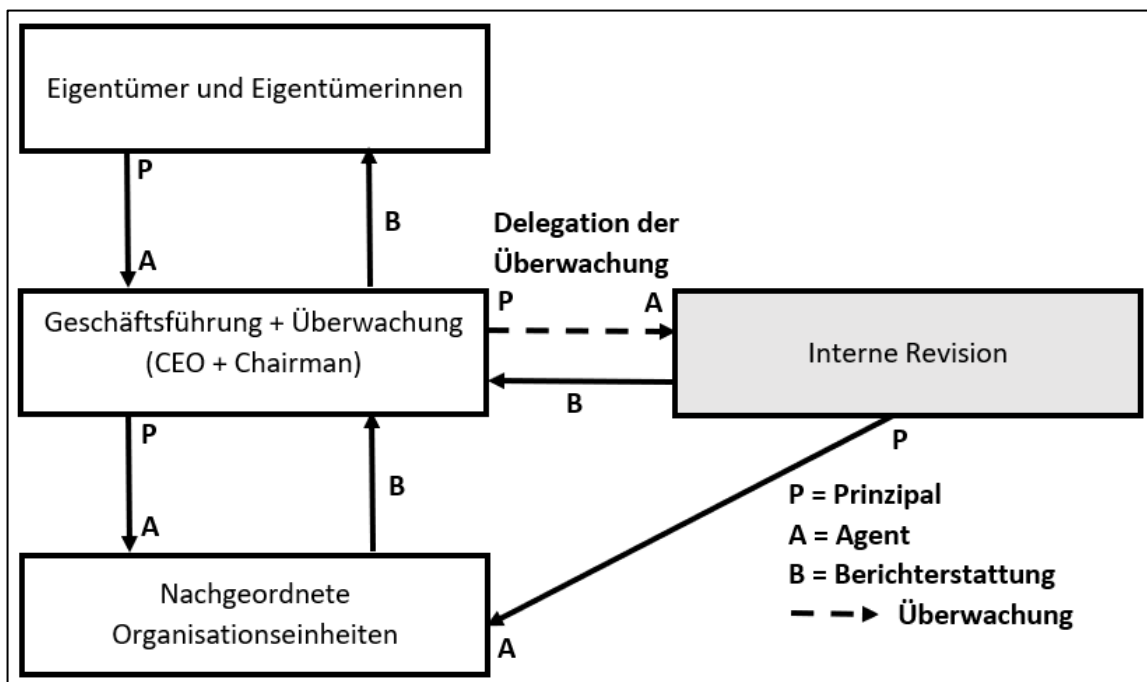 Eigentümer und Eigentümerinnen
P
B
A
Delegation der
Überwachung
P
A
Geschäftsführung + Überwachung
(CEO + Chairman)
Interne Revision
B
P
P
B
A
P = Prinzipal
A = Agent
B = Berichterstattung
Überwachung
Nachgeordnete
Organisationseinheiten
A